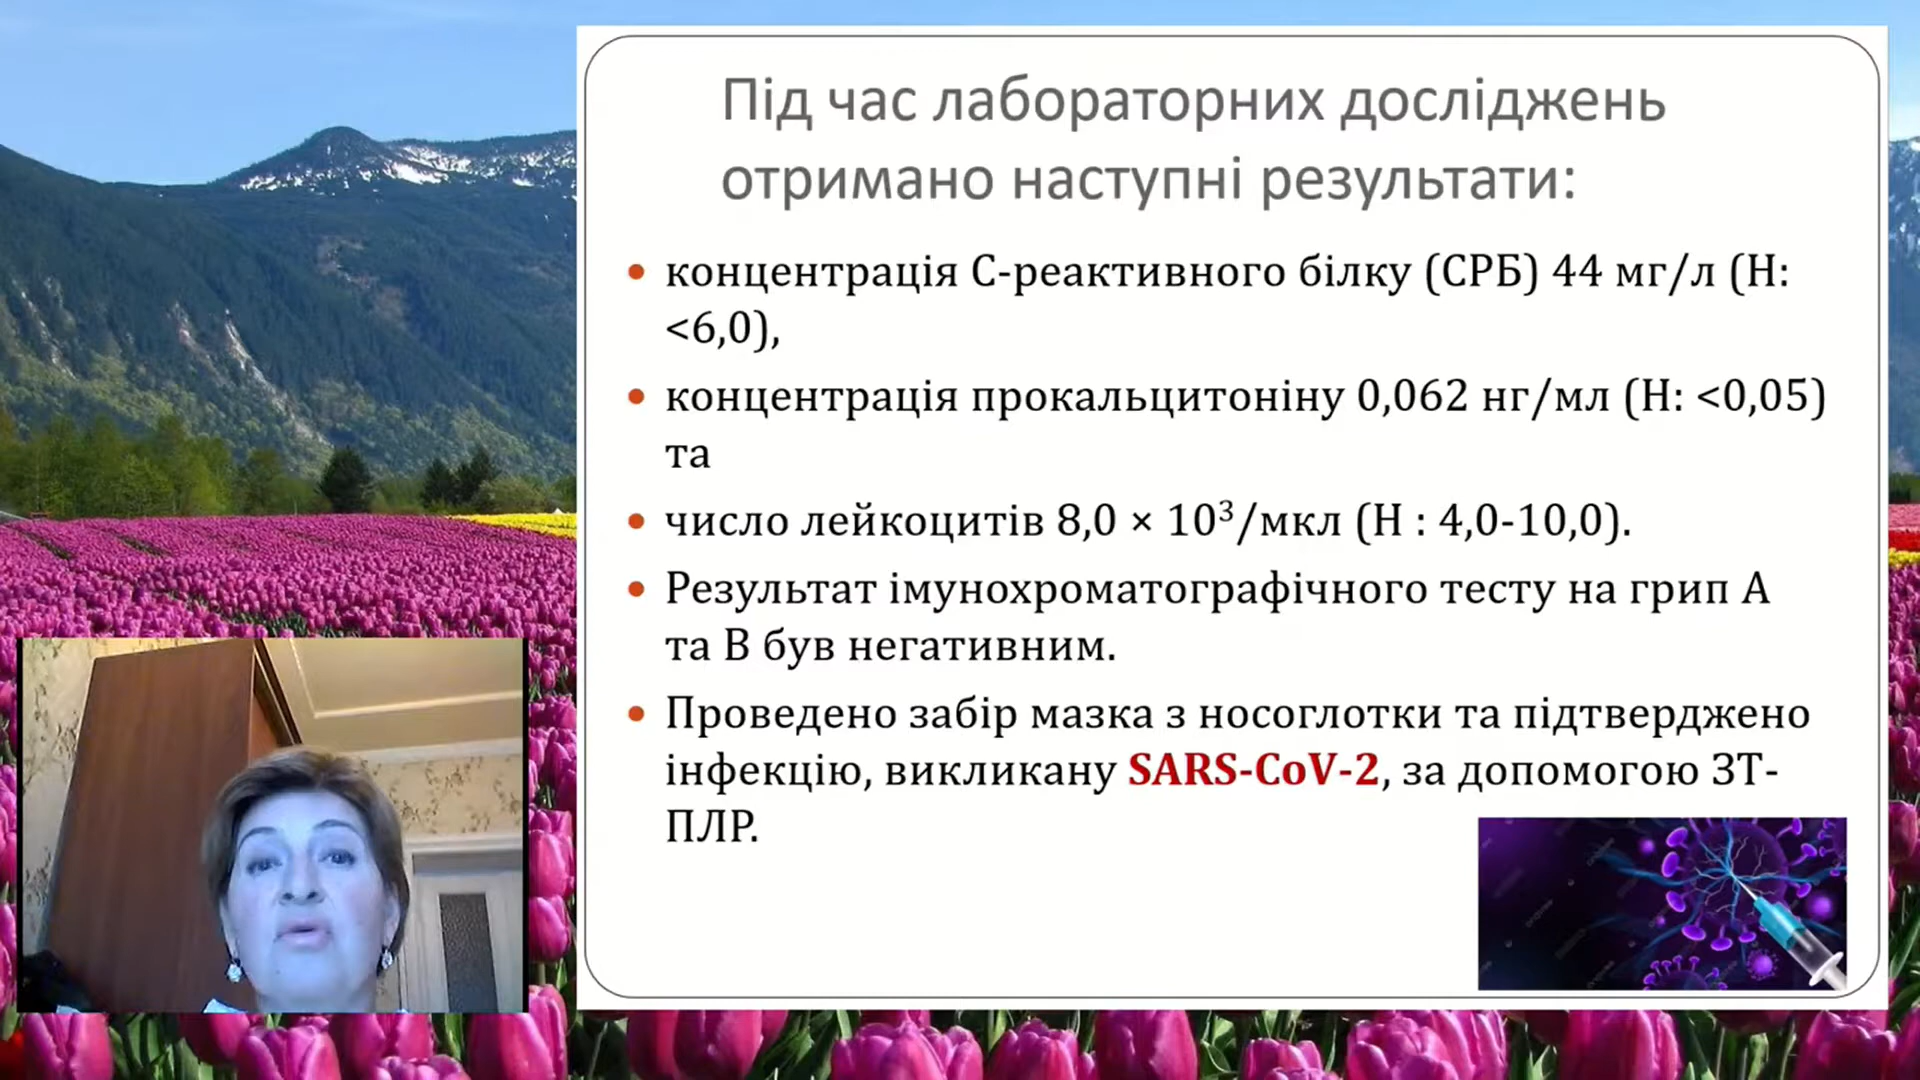 Під час лабораторних досліджень
отримано наступні результати:
• концентрація С-реактивного білку (СРБ) 44 мг/л (Н:
<6,0),
• концентрація прокальцитоніну 0,062 нг/мл (Н: <0,05)
та
• число лейкоцитів 8,0 × 10³/мкл (Н : 4,0-10,0).
• Результат імунохроматографічного тесту на грип А
та В був негативним.
• Проведено забір мазка з носоглотки та підтверджено
інфекцію, викликану SARS-CoV-2, за допомогою ЗТ-
ПЛР.